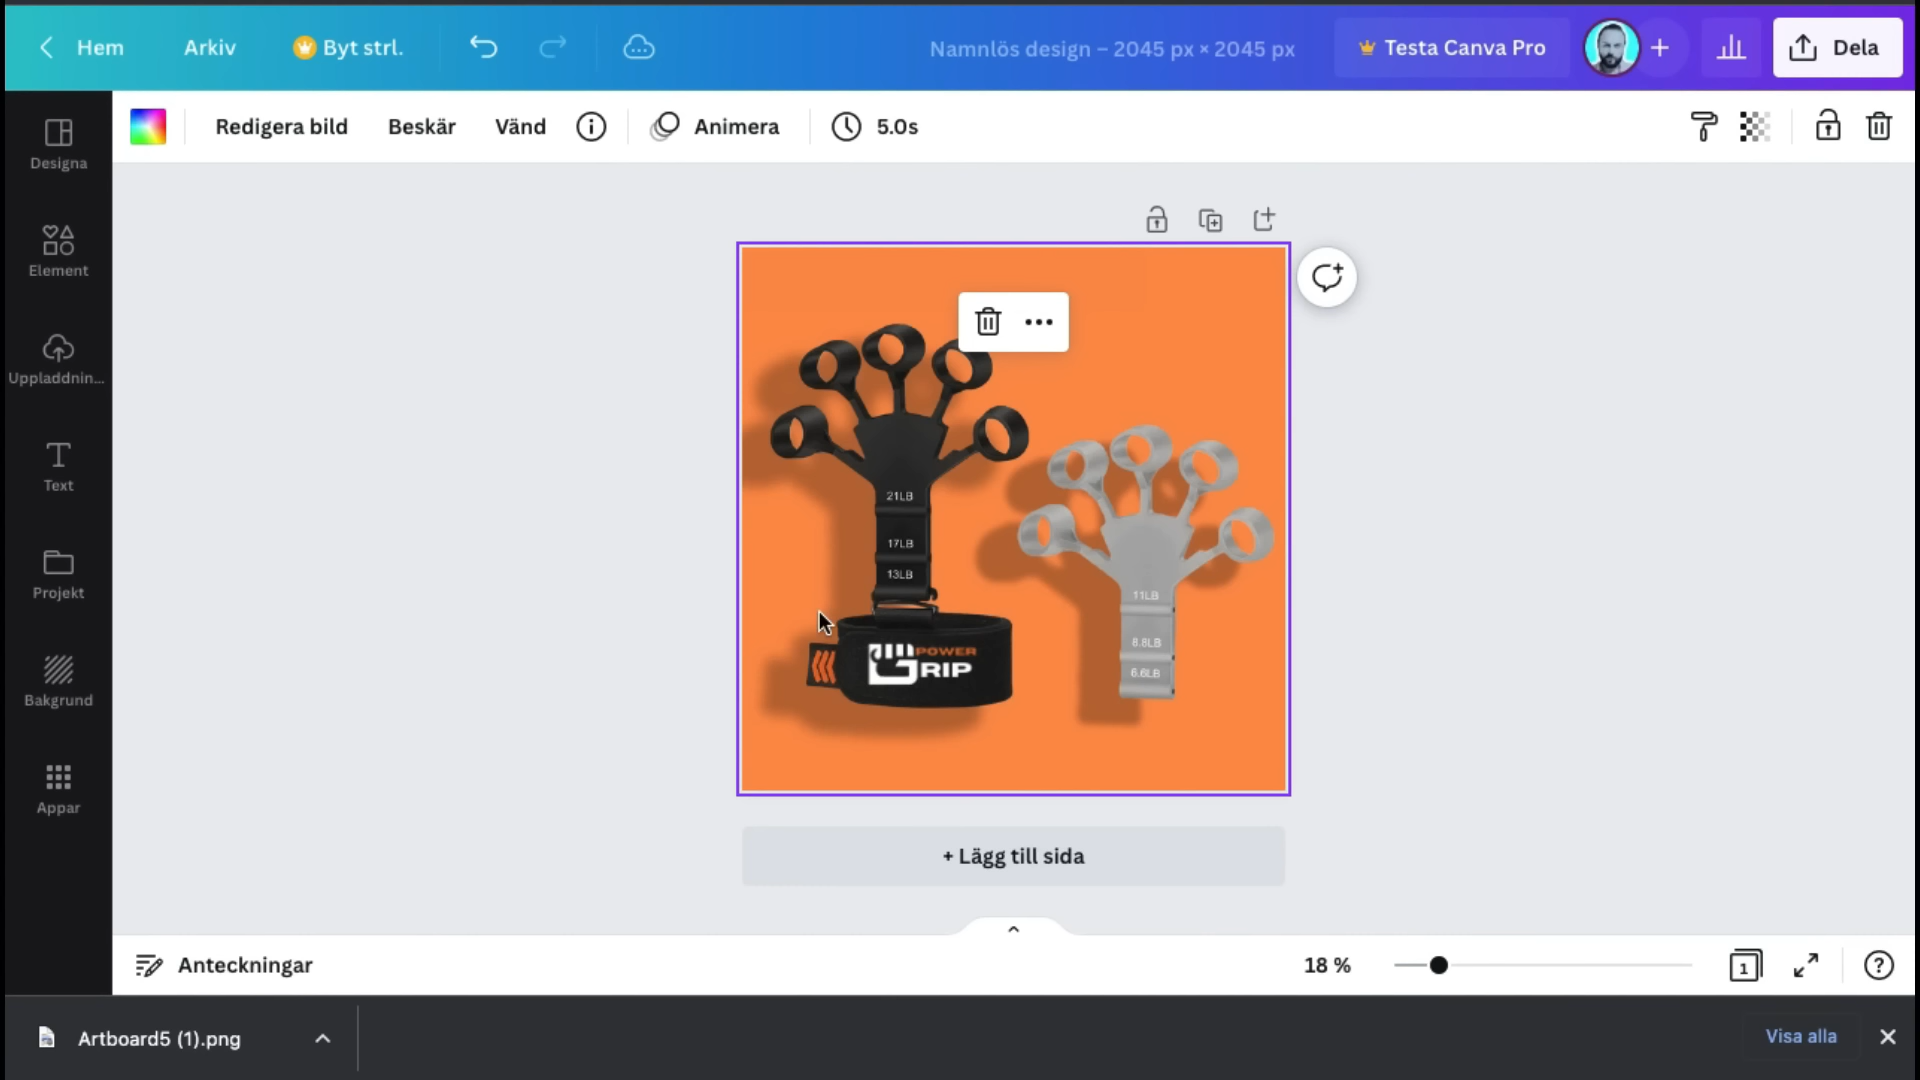 Hem
Arkiv
Byt strl.
Namnlös design – 2045 px × 2045 px
Testa Canva Pro
Dela
Redigera bild
Beskär
Vänd
Animera
5.0s
Designa
Element
Uppladdnin...
Text
Projekt
Bakgrund
Appar
21LB
17LB
13LB
POWER
GRIP
11LB
8.8LB
6.6LB
+ Lägg till sida
Anteckningar
18 %
1
Artboard5 (1).png
Visa alla